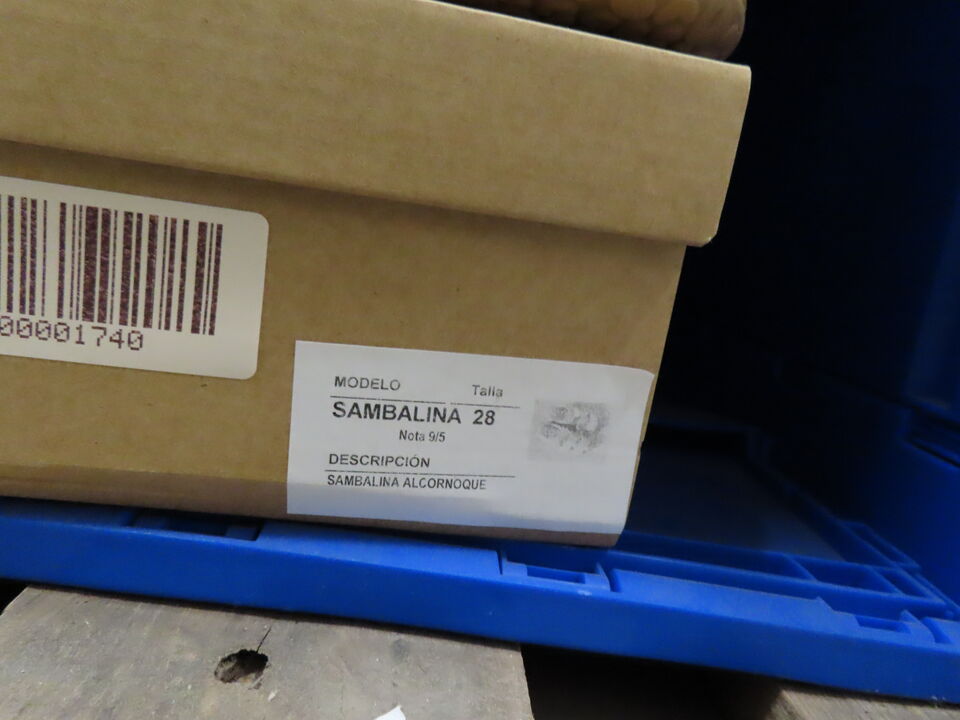 00001740
MODELO Talla
SAMBALINA 28
Nota 9/5
DESCRIPCIÓN
SAMBALINA ALCORNOQUE